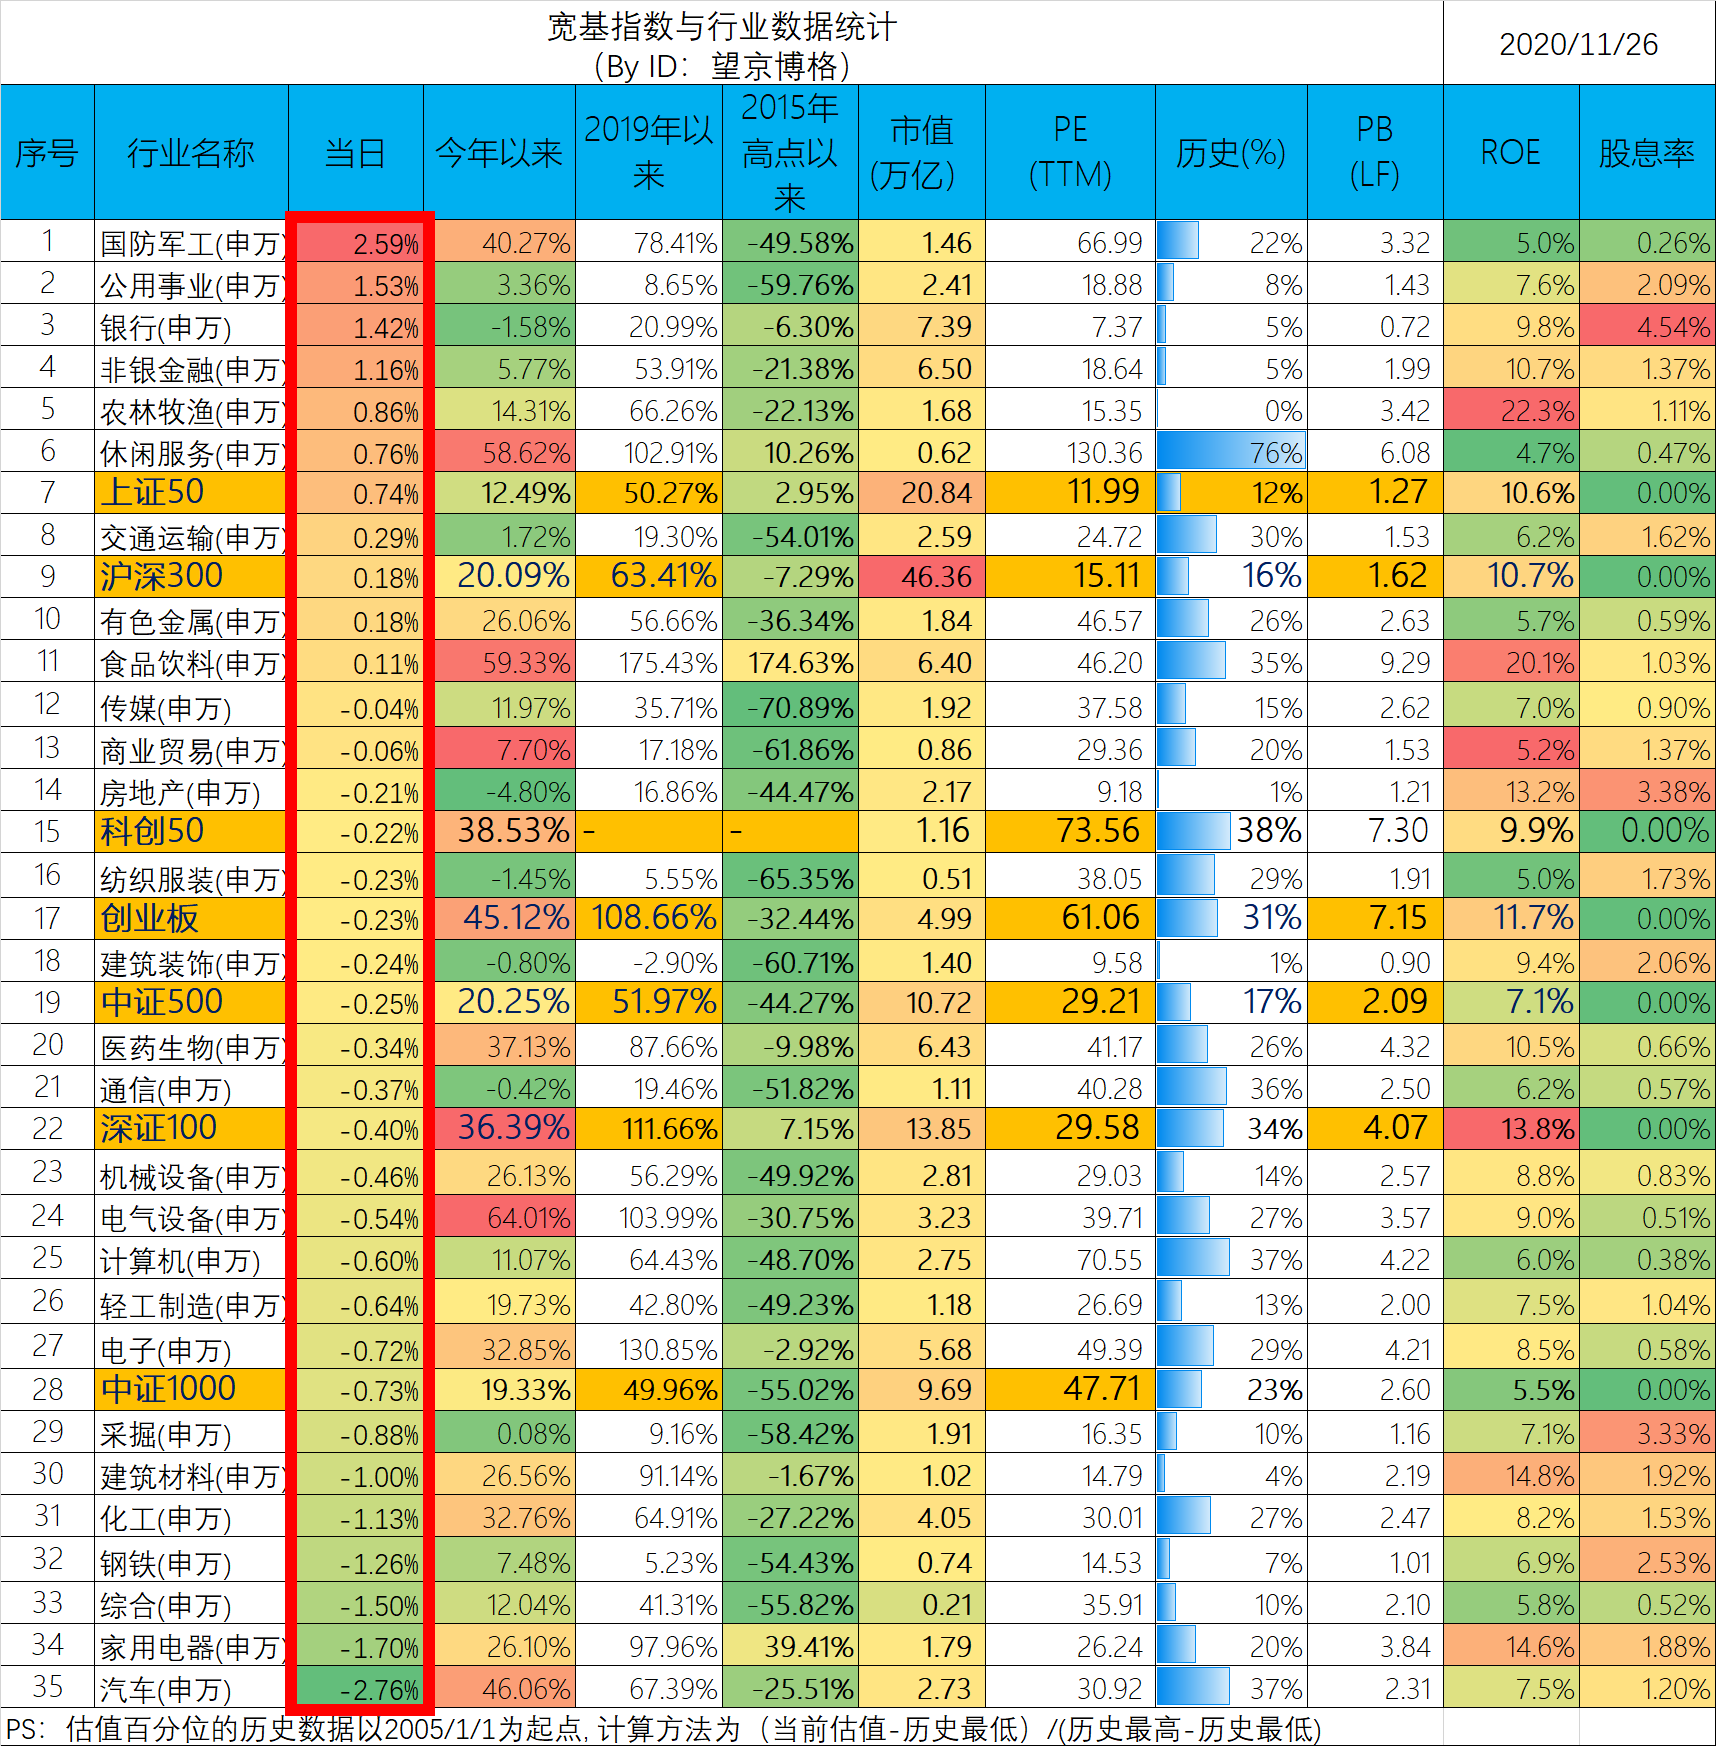 宽基指数与行业数据统计
（By ID：望京博格）
2020/11/26
序号 行业名称 当日 今年以来 2019年以来 2015年高点以来 市值(万亿） PE(TTM) 历史(%) PB(LF) ROE 股息率
1 国防军工(申万) 2.59% 40.27% 78.41% -49.58% 1.46 66.99 22% 3.32 5.0% 0.26%
2 公用事业(申万) 1.53% 3.36% 8.65% -59.76% 2.41 18.88 8% 1.43 7.6% 2.09%
3 银行(申万) 1.42% -1.58% 20.99% -6.30% 7.39 7.37 5% 0.72 9.8% 4.54%
4 非银金融(申万) 1.16% 5.77% 53.91% -21.38% 6.50 18.64 5% 1.99 10.7% 1.37%
5 农林牧渔(申万) 0.86% 14.31% 66.26% -22.13% 1.68 15.35 0% 3.42 22.3% 1.11%
6 休闲服务(申万) 0.76% 58.62% 102.91% 10.26% 0.62 130.36 76% 6.08 4.7% 0.47%
7 上证50 0.74% 12.49% 50.27% 2.95% 20.84 11.99 12% 1.27 10.6% 0.00%
8 交通运输(申万) 0.29% 1.72% 19.30% -54.01% 2.59 24.72 30% 1.53 6.2% 1.62%
9 沪深300 0.18% 20.09% 63.41% -7.29% 46.36 15.11 16% 1.62 10.7% 0.00%
10 有色金属(申万) 0.18% 26.06% 56.66% -36.34% 1.84 46.57 26% 2.63 5.7% 0.59%
11 食品饮料(申万) 0.11% 59.33% 175.43% 174.63% 6.40 46.20 35% 9.29 20.1% 1.03%
12 传媒(申万) -0.04% 11.97% 35.71% -70.89% 1.92 37.58 15% 2.62 7.0% 0.90%
13 商业贸易(申万) -0.06% 7.70% 17.18% -61.86% 0.86 29.36 20% 1.53 5.2% 1.37%
14 房地产(申万) -0.21% -4.80% 16.86% -44.47% 2.17 9.18 1% 1.21 13.2% 3.38%
15 科创50 -0.22% 38.53% - - 1.16 73.56 38% 7.30 9.9% 0.00%
16 纺织服装(申万) -0.23% -1.45% 5.55% -65.35% 0.51 38.05 29% 1.91 5.0% 1.73%
17 创业板 -0.23% 45.12% 108.66% -32.44% 4.99 61.06 31% 7.15 11.7% 0.00%
18 建筑装饰(申万) -0.24% -0.80% -2.90% -60.71% 1.40 9.58 1% 0.90 9.4% 2.06%
19 中证500 -0.25% 20.25% 51.97% -44.27% 10.72 29.21 17% 2.09 7.1% 0.00%
20 医药生物(申万) -0.34% 37.13% 87.66% -9.98% 6.43 41.17 26% 4.32 10.5% 0.66%
21 通信(申万) -0.37% -0.42% 19.46% -51.82% 1.11 40.28 36% 2.50 6.2% 0.57%
22 深证100 -0.40% 36.39% 111.66% 7.15% 13.85 29.58 34% 4.07 13.8% 0.00%
23 机械设备(申万) -0.46% 26.13% 56.29% -49.92% 2.81 29.03 14% 2.57 8.8% 0.83%
24 电气设备(申万) -0.54% 64.01% 103.99% -30.75% 3.23 39.71 27% 3.57 9.0% 0.51%
25 计算机(申万) -0.60% 11.07% 64.43% -48.70% 2.75 70.55 37% 4.22 6.0% 0.38%
26 轻工制造(申万) -0.64% 19.73% 42.80% -49.23% 1.18 26.69 13% 2.00 7.5% 1.04%
27 电子(申万) -0.72% 32.85% 130.85% -2.92% 5.68 49.39 29% 4.21 8.5% 0.58%
28 中证1000 -0.73% 19.33% 49.96% -55.02% 9.69 47.71 23% 2.60 5.5% 0.00%
29 采掘(申万) -0.88% 0.08% 9.16% -58.42% 1.91 16.35 10% 1.16 7.1% 3.33%
30 建筑材料(申万) -1.00% 26.56% 91.14% -1.67% 1.02 14.79 4% 2.19 14.8% 1.92%
31 化工(申万) -1.13% 32.76% 64.91% -27.22% 4.05 30.01 27% 2.47 8.2% 1.53%
32 钢铁(申万) -1.26% 7.48% 5.23% -54.43% 0.74 14.53 7% 1.01 6.9% 2.53%
33 综合(申万) -1.50% 12.04% 41.31% -55.82% 0.21 35.91 10% 2.10 5.8% 0.52%
34 家用电器(申万) -1.70% 26.10% 97.96% 39.41% 1.79 26.24 20% 3.84 14.6% 1.88%
35 汽车(申万) -2.76% 46.06% 67.39% -25.51% 2.73 30.92 37% 2.31 7.5% 1.20%
PS：估值百分位的历史数据以2005/1/1为起点, 计算方法为（当前估值-历史最低）/(历史最高-历史最低)